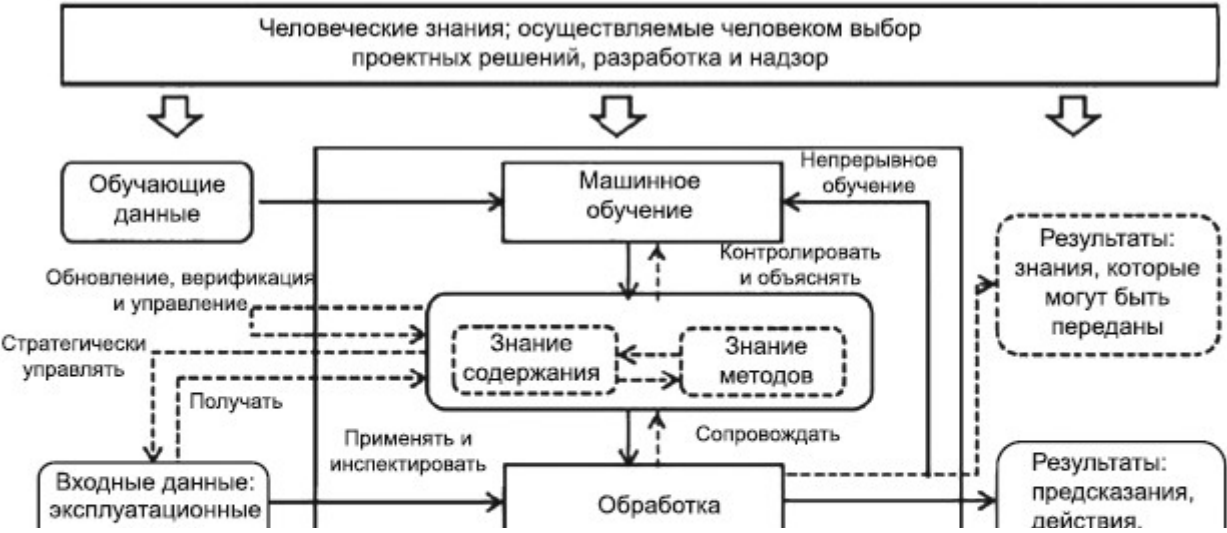 Человеческие знания; осуществляемые человеком выбор
проектных решений, разработка и надзор
Непрерывное
обучение
Обучающие
данные
Машинное
обучение
Результаты:
знания, которые
могут быть
переданы
Контролировать
и объяснять
Обновление, верификация
и управление
Стратегически
управлять
Знание
содержания
Знание
методов
Получать
Применять и
инспектировать
Сопровождать
Входные данные:
эксплуатационные
Обработка
Результаты:
предсказания,
действия,